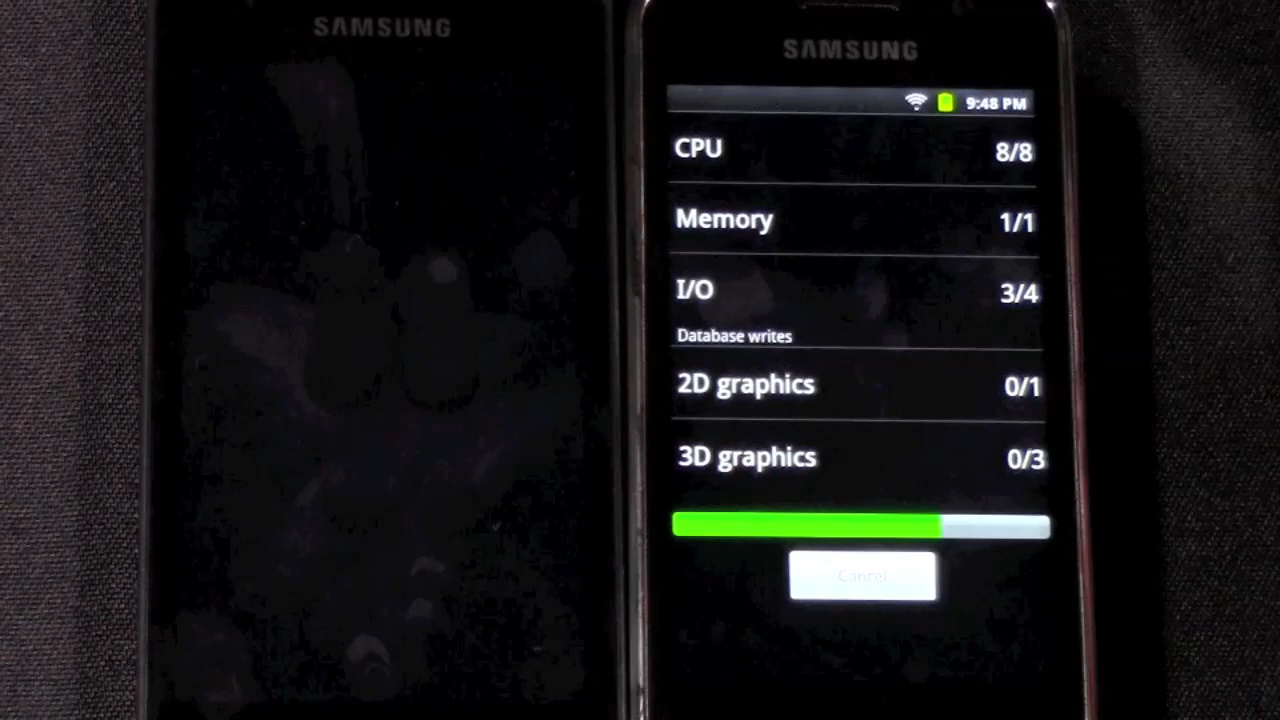 SAMSUNG
SAMSUNG
9:48 PM
CPU 8/8
Memory 1/1
I/O 3/4
Database writes
2D graphics 0/1
3D graphics 0/3
Cancel